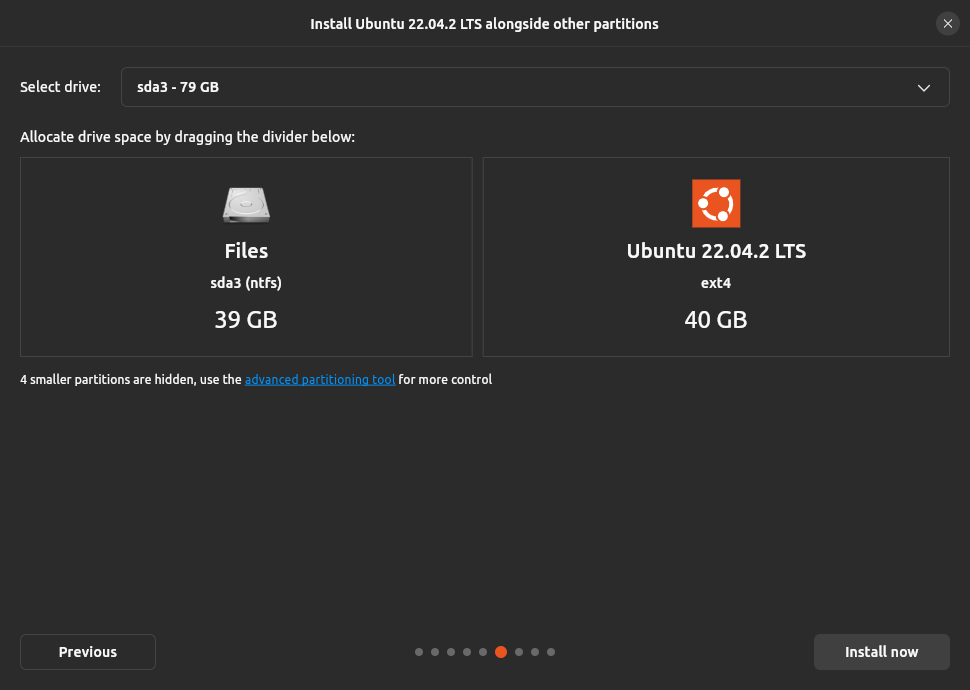 Install Ubuntu 22.04.2 LTS alongside other partitions
Select drive:
sda3 - 79 GB
Allocate drive space by dragging the divider below:
Files
sda3 (ntfs)
39 GB
Ubuntu 22.04.2 LTS
ext4
40 GB
4 smaller partitions are hidden, use the advanced partitioning tool for more control
Previous
Install now